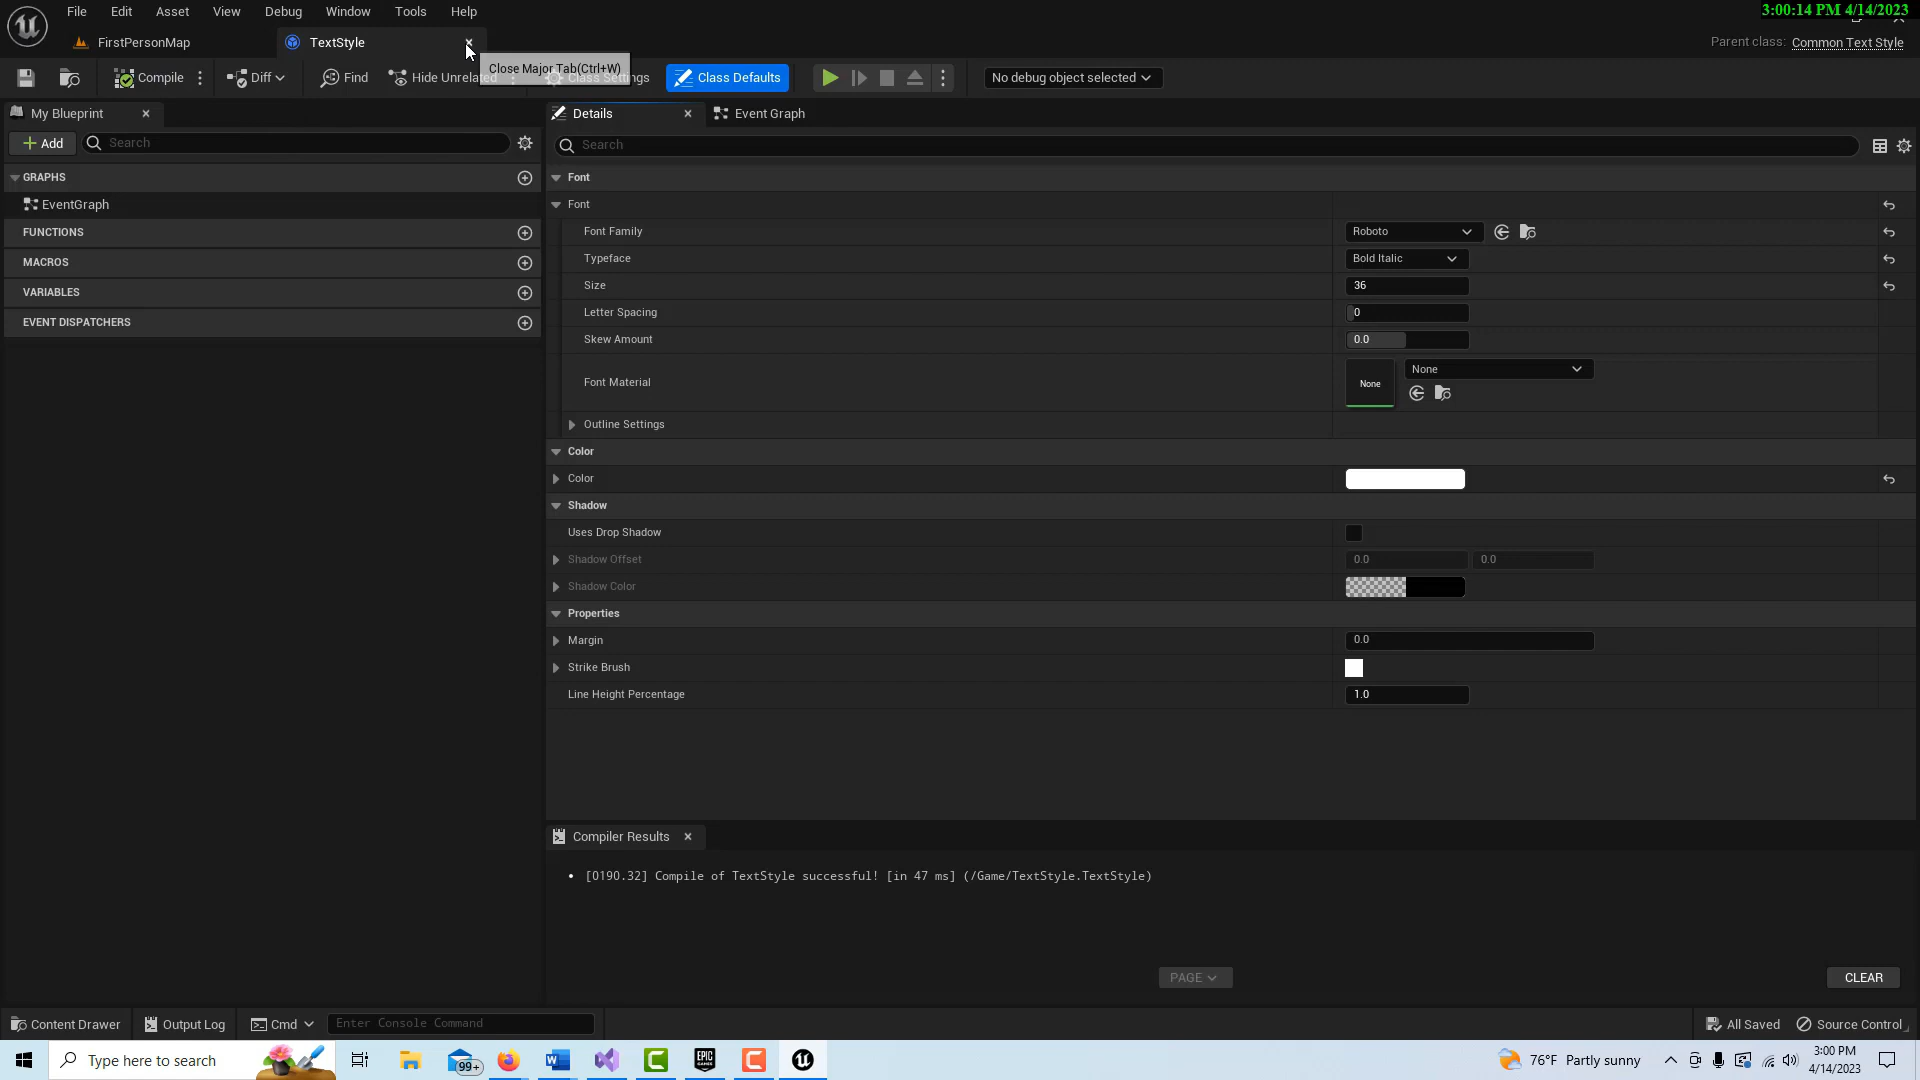 File Edit Asset View Debug Window Tools Help
3:00:14 PM 4/14/2023
FirstPersonMap
TextStyle
Parent class: Common Text Style
Compile
Diff
Find
Hide Unrelated
Close Major Tab(Ctrl+W)
Class Settings
Class Defaults
No debug object selected
My Blueprint
Details
Event Graph
Add
Search
Search
GRAPHS
EventGraph
FUNCTIONS
MACROS
VARIABLES
EVENT DISPATCHERS
Font
Font
Font Family Roboto
Typeface Bold Italic
Size 36
Letter Spacing 0
Skew Amount 0.0
Font Material None None
Outline Settings
Color
Color
Shadow
Uses Drop Shadow
Shadow Offset 0.0 0.0
Shadow Color
Properties
Margin 0.0
Strike Brush
Line Height Percentage 1.0
Compiler Results
• [0190.32] Compile of TextStyle successful! [in 47 ms] (/Game/TextStyle.TextStyle)
PAGE
CLEAR
Content Drawer Output Log Cmd Enter Console Command All Saved Source Control
Type here to search
99+
EPIC GAMES
76°F Partly sunny
3:00 PM
4/14/2023